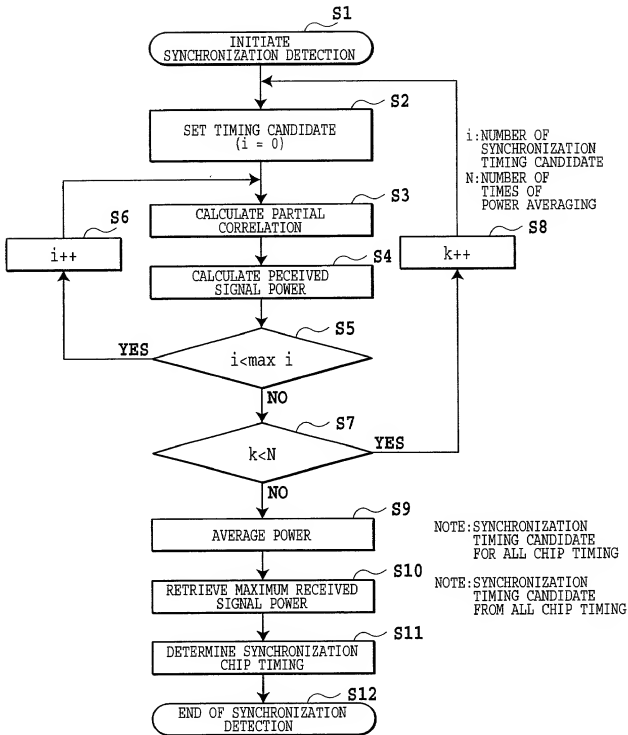 S1
INITIATE
SYNCHRONIZATION DETECTION
S2
SET TIMING CANDIDATE
(i = 0)
i:NUMBER OF
SYNCHRONIZATION
TIMING CANDIDATE
N:NUMBER OF
TIMES OF
POWER AVERAGING
S3
CALCULATE PARTIAL
CORRELATION
S6
i++
S8
k++
S4
CALCULATE PECEIVED
SIGNAL POWER
S5
YES
i<max i
NO
S7
k<N
YES
NO
S9
AVERAGE POWER
NOTE:SYNCHRONIZATION
TIMING CANDIDATE
FOR ALL CHIP TIMING
S10
RETRIEVE MAXIMUM RECEIVED
SIGNAL POWER
NOTE:SYNCHRONIZATION
TIMING CANDIDATE
FROM ALL CHIP TIMING
S11
DETERMINE SYNCHRONIZATION
CHIP TIMING
S12
END OF SYNCHRONIZATION
DETECTION